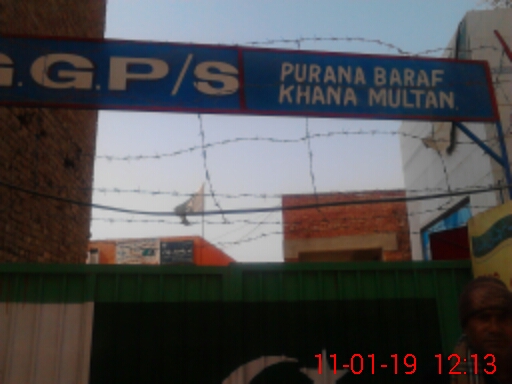 G.G.P/S
PURANA BARAF
KHANA MULTAN.
11-01-19 12:13